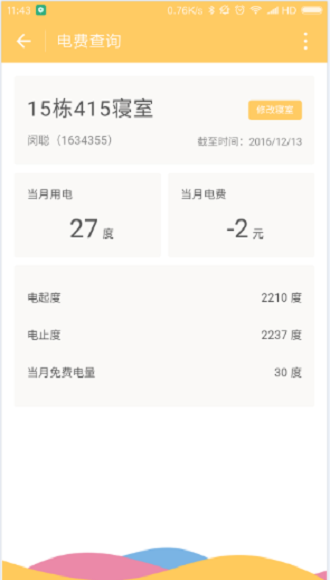 11:43 0.76K/s HD
电费查询
15栋415寝室
修改寝室
闵聪（1634355）
截至时间：2016/12/13
当月用电 当月电费
27 度 -2 元
电起度 2210 度
电止度 2237 度
当月免费电量 30 度